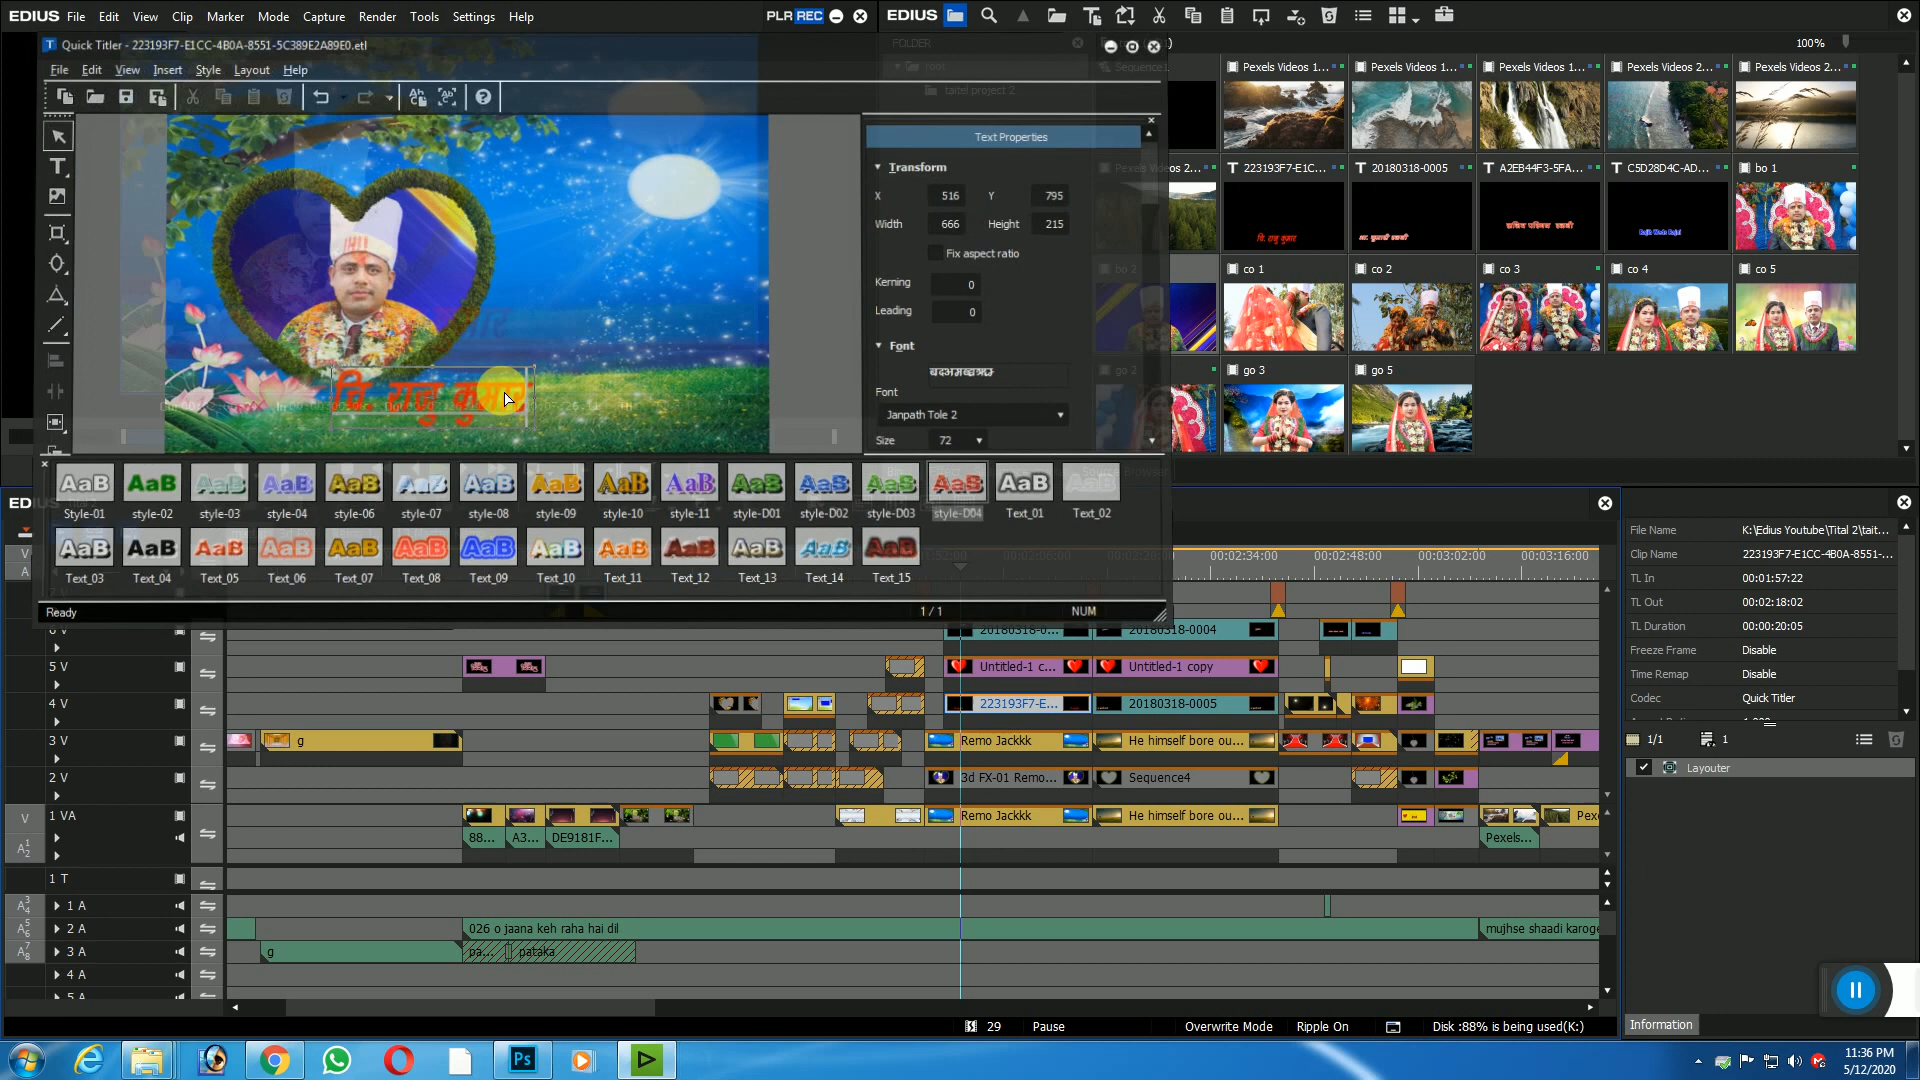 EDIUS File Edit View Clip Marker Mode Capture Render Tools Settings Help
PLR REC
EDIUS
Quick Titler - 223193F7-E1CC-4B0A-8551-5C389E2A89E0.etl
FOLDER
100%
File Edit View Insert Style Layout Help
root
Sequence1
taitel project 2
Text Properties
Transform
X 516 Y 795
Width 666 Height 215
Fix aspect ratio
Kerning 0
Leading 0
Font
Font
Janpath Tole 2
Size 72
चि. राजु कुमार
Pexels Videos 1... Pexels Videos 1... Pexels Videos 1... Pexels Videos 2... Pexels Videos 2...
Pexels Videos 2... 223193F7-E1C... 20180318-0005 A2EB44F3-5FA... C5D28D4C-AD... bo 1
चि. राजु कुमार
bo 2 co 1 co 2 co 3 co 4 co 5
go 2 go 3 go 5
AaB AaB AaB AaB AaB AaB AaB AaB AaB AaB AaB AaB AaB AaB AaB AaB
Style-01 style-02 style-03 style-04 style-06 style-07 style-08 style-09 style-10 style-11 style-D01 style-D02 style-D03 style-D04 Text_01 Text_02
AaB AaB AaB AaB AaB AaB AaB AaB AaB AaB AaB AaB AaB
Text_03 Text_04 Text_05 Text_06 Text_07 Text_08 Text_09 Text_10 Text_11 Text_12 Text_13 Text_14 Text_15
Ready 1 / 1 NUM
00:02:34:00 00:02:48:00 00:03:02:00 00:03:16:00
6 V 20180318-0... 20180318-0004
5 V Untitled-1 c... Untitled-1 copy
4 V 223193F7-E... 20180318-0005
3 V g Remo Jackkk He himself bore ou...
2 V 3d FX-01 Remo... Sequence4
V 1 VA Remo Jackkk He himself bore ou... Pex
88... A3... DE9181F... Pexels...
1 T
1 A
2 A 026 o jaana keh raha hai dil mujhse shaadi karoge
3 A g pa... pataka
4 A
5 A
File Name K:\Edius Youtube\Tital 2\tait...
Clip Name 223193F7-E1CC-4B0A-8551-...
TL In 00:01:57:22
TL Out 00:02:18:02
TL Duration 00:00:20:05
Freeze Frame Disable
Time Remap Disable
Codec Quick Titler
1/1 1
Layouter
Information
29 Pause Overwrite Mode Ripple On Disk :88% is being used(K:)
Ps
11:36 PM
5/12/2020